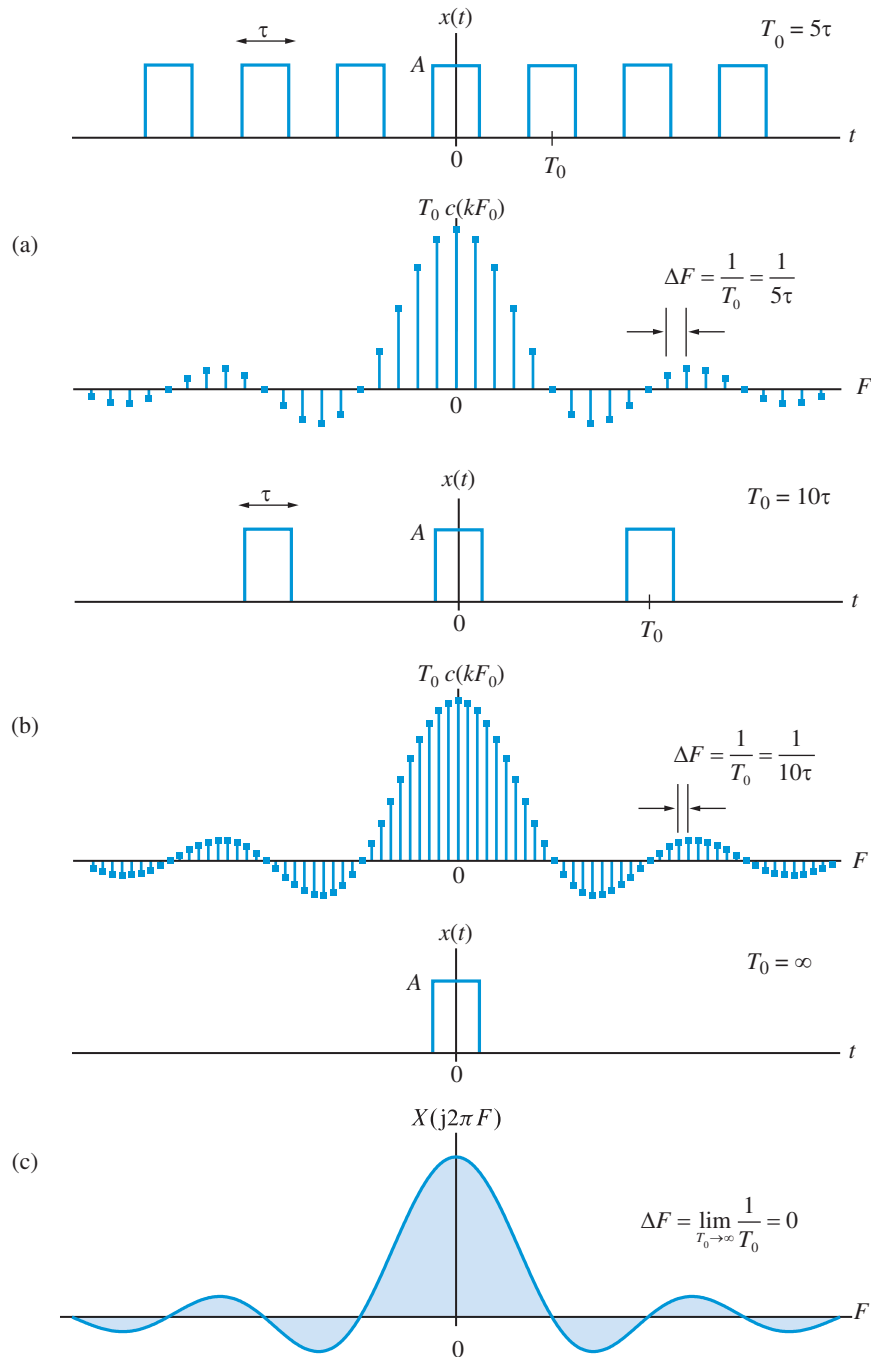 x(t)
τ
T₀ = 5τ
A
t
0
T₀
T₀ c(kF₀)
(a)
ΔF = 1/T₀ = 1/5τ
F
0
x(t)
τ
T₀ = 10τ
A
t
0
T₀
T₀ c(kF₀)
(b)
ΔF = 1/T₀ = 1/10τ
F
0
x(t)
T₀ = ∞
A
t
0
X(j2πF)
(c)
ΔF = lim T₀→∞ 1/T₀ = 0
F
0